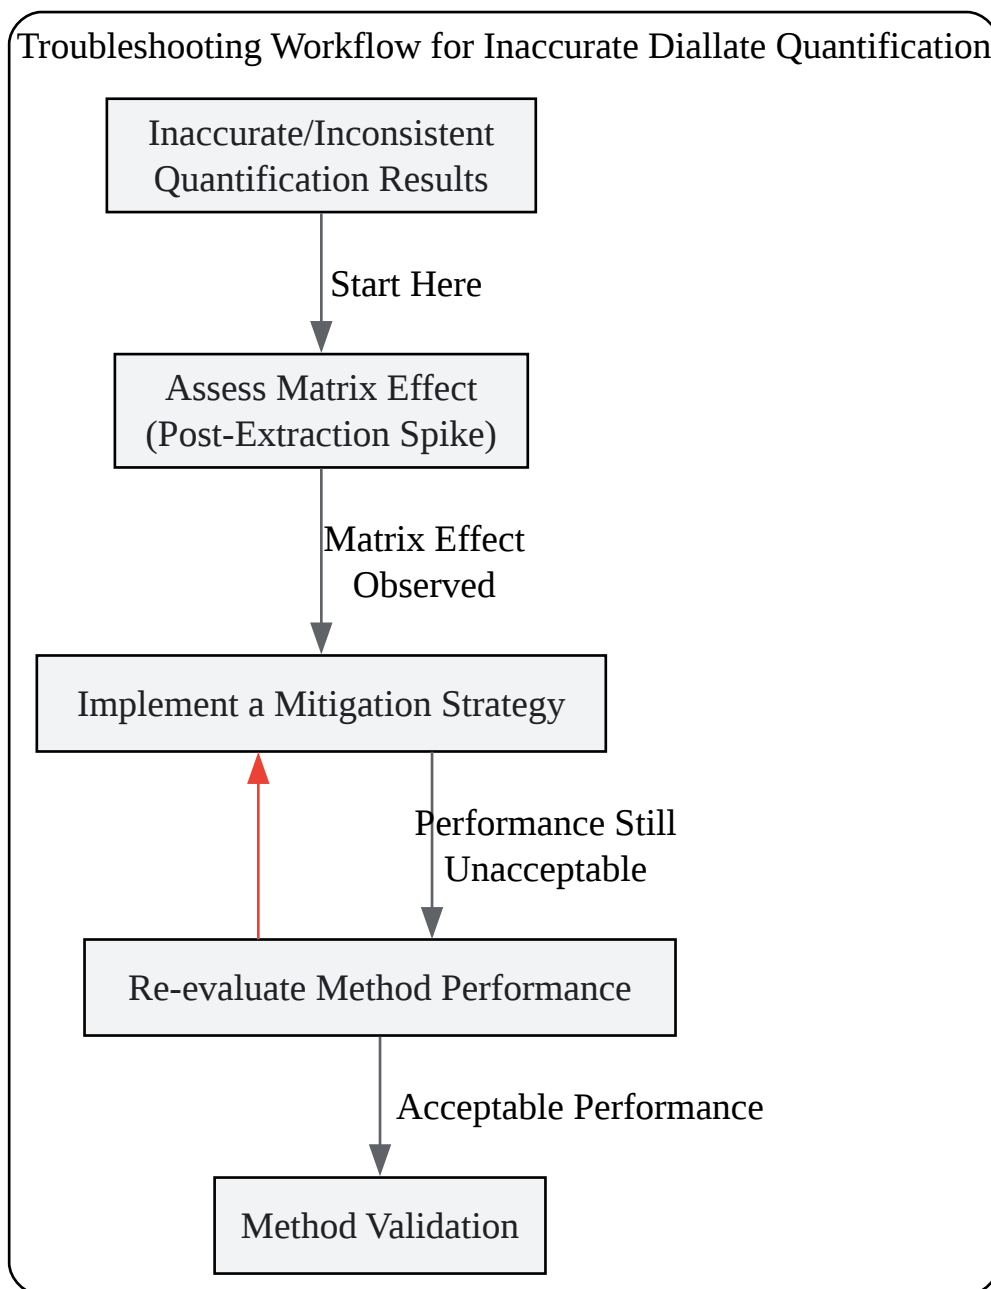 Troubleshooting Workflow for Inaccurate Diallate Quantification
Inaccurate/Inconsistent
Quantification Results
Start Here
Assess Matrix Effect
(Post-Extraction Spike)
Matrix Effect
Observed
Implement a Mitigation Strategy
Performance Still
Unacceptable
Re-evaluate Method Performance
Acceptable Performance
Method Validation